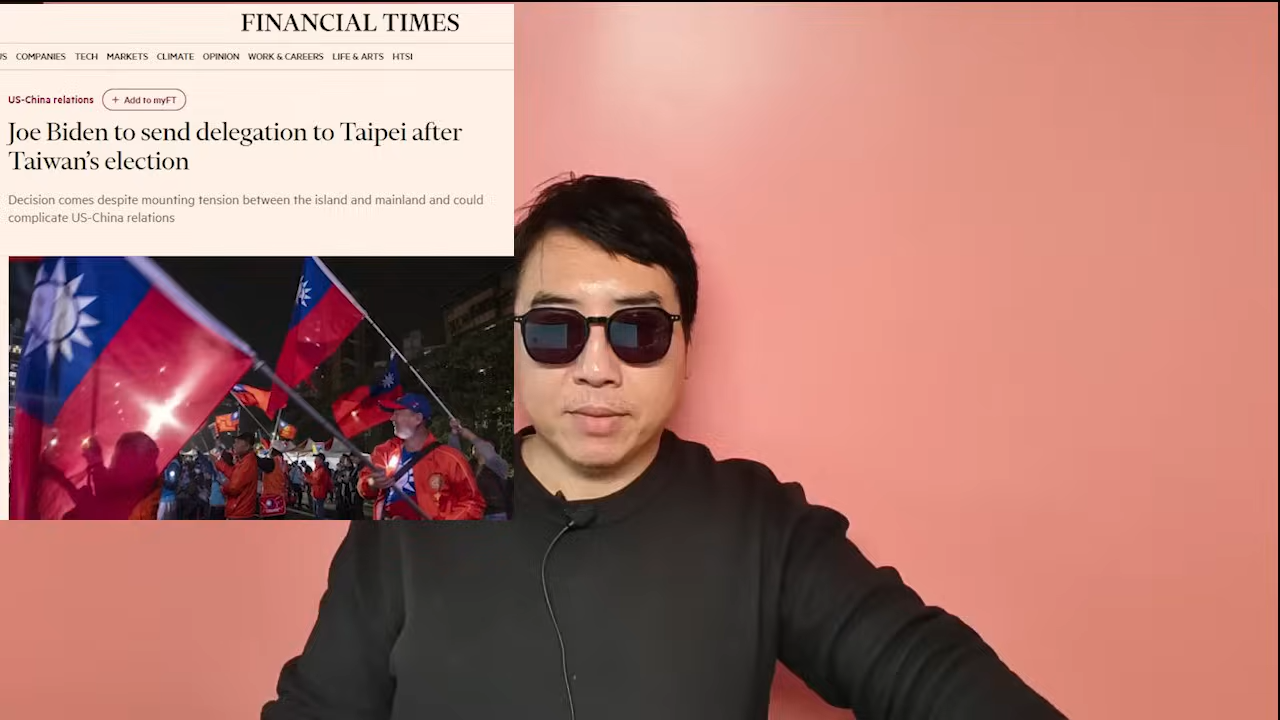 FINANCIAL TIMES
COMPANIES TECH MARKETS CLIMATE OPINION WORK & CAREERS LIFE & ARTS HTSI
US-China relations + Add to myFT
Joe Biden to send delegation to Taipei after
Taiwan's election
Decision comes despite mounting tension between the island and mainland and could
complicate US-China relations